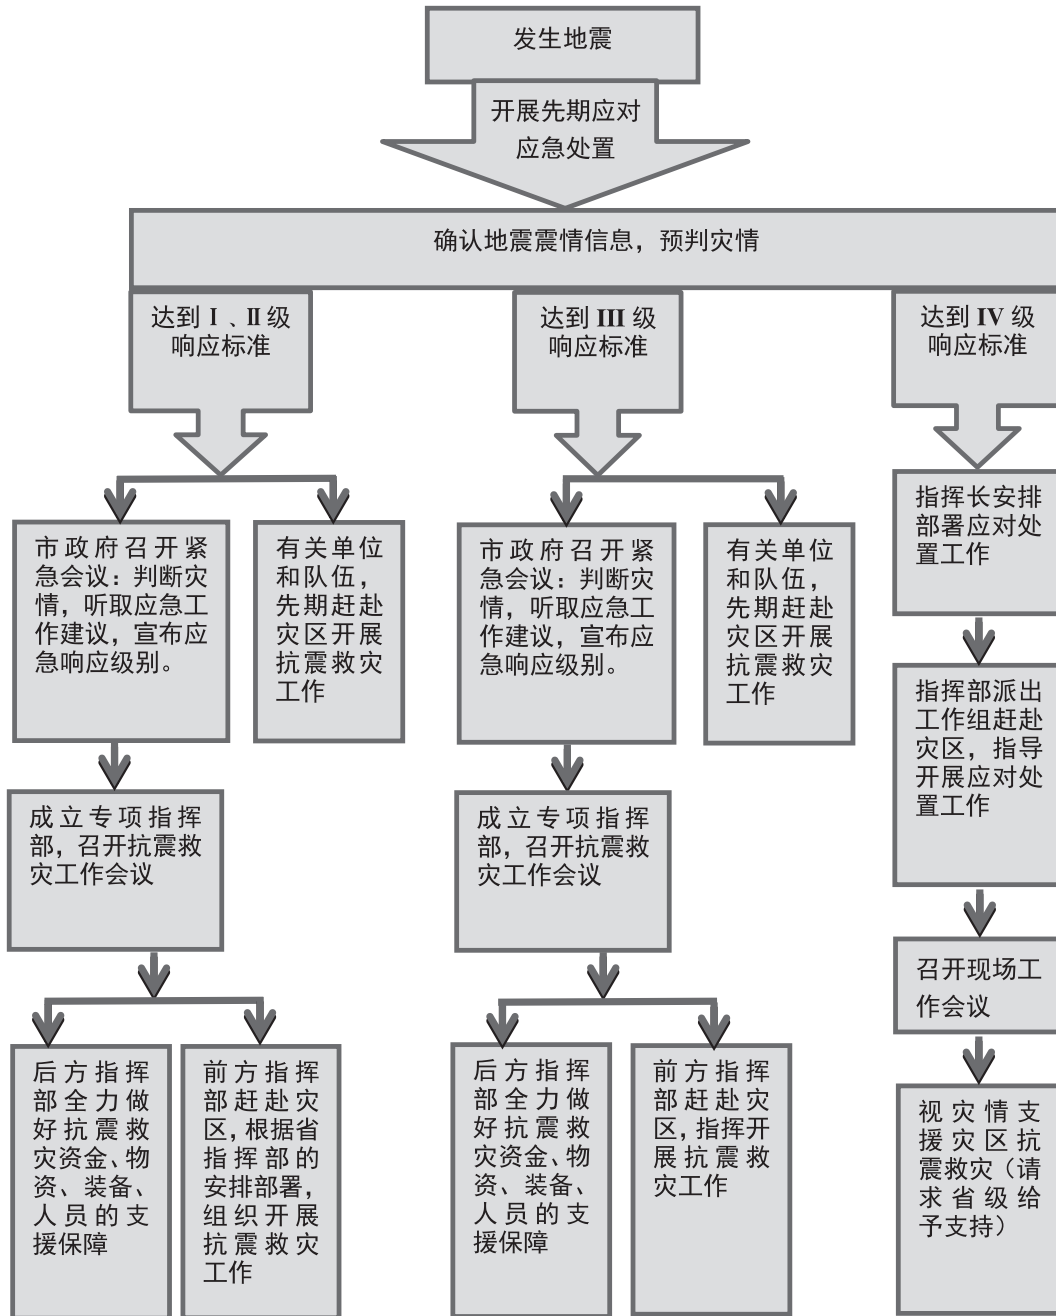 发生地震
开展先期应对
应急处置
确认地震震情信息，预判灾情
达到 I 、II 级
响应标准
达到 III 级
响应标准
达到 IV 级
响应标准
市政府召开紧
急会议：判断灾
情，听取应急工
作建议，宣布应
急响应级别。
有关单位
和队伍，
先期赶赴
灾区开展
抗震救灾
工作
市政府召开紧
急会议：判断灾
情，听取应急工
作建议，宣布应
急响应级别。
有关单位
和队伍，
先期赶赴
灾区开展
抗震救灾
工作
指挥长安排
部署应对处
置工作
指挥部派出
工作组赶赴
灾区，指导
开展应对处
置工作
成立专项指挥
部，召开抗震救
灾工作会议
成立专项指挥
部，召开抗震救
灾工作会议
召开现场工
作会议
后方指挥
部全力做
好抗震救
灾资金、物
资、装备、
人员的支
援保障
前方指挥
部赶赴灾
区，根据省
指挥部的
安排部署，
组织开展
抗震救灾
工作
后方指挥
部全力做
好抗震救
灾资金、物
资、装备、
人员的支
援保障
前方指挥
部赶赴灾
区，指挥开
展抗震救
灾工作
视灾情支
援灾区抗
震救灾（请
求省级给
予支持）